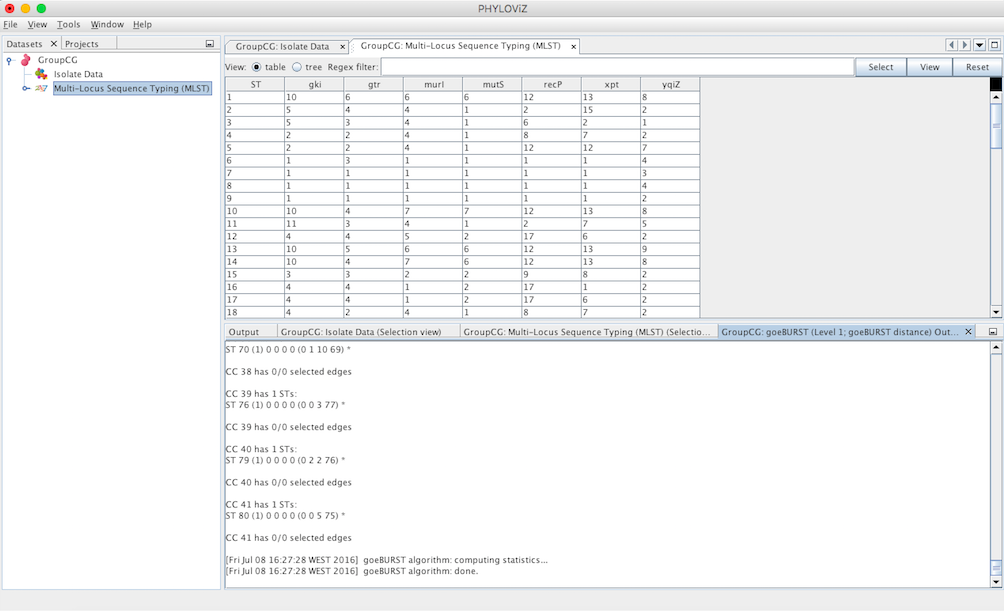 PHYLOViZ
File View Tools Window Help
Datasets Projects
GroupCG
Isolate Data
Multi-Locus Sequence Typing (MLST)
GroupCG: Isolate Data GroupCG: Multi-Locus Sequence Typing (MLST)
View: table tree Regex filter: Select View Reset
ST gki gtr murI mutS recP xpt yqiZ
1 10 6 6 6 12 13 8
2 5 4 4 1 2 15 2
3 5 3 4 1 6 2 1
4 2 2 4 1 8 7 2
5 2 2 4 1 12 12 7
6 1 3 1 1 1 1 4
7 1 1 1 1 1 1 3
8 1 1 1 1 1 1 4
9 1 1 1 1 1 1 2
10 10 4 7 7 12 13 8
11 11 3 4 1 2 7 5
12 4 4 5 2 17 6 2
13 10 5 6 6 12 13 9
14 10 4 7 6 12 13 8
15 3 3 2 2 9 8 2
16 4 4 1 2 17 1 2
17 4 4 1 2 17 6 2
18 4 2 4 1 8 7 2
Output GroupCG: Isolate Data (Selection view) GroupCG: Multi-Locus Sequence Typing (MLST) (Selectio... GroupCG: goeBURST (Level 1; goeBURST distance) Out...
ST 70 (1) 0 0 0 0 (0 1 10 69) *
CC 38 has 0/0 selected edges
CC 39 has 1 STs:
ST 76 (1) 0 0 0 0 (0 0 3 77) *
CC 39 has 0/0 selected edges
CC 40 has 1 STs:
ST 79 (1) 0 0 0 0 (0 2 2 76) *
CC 40 has 0/0 selected edges
CC 41 has 1 STs:
ST 80 (1) 0 0 0 0 (0 0 5 75) *
CC 41 has 0/0 selected edges
[Fri Jul 08 16:27:28 WEST 2016] goeBURST algorithm: computing statistics...
[Fri Jul 08 16:27:28 WEST 2016] goeBURST algorithm: done.